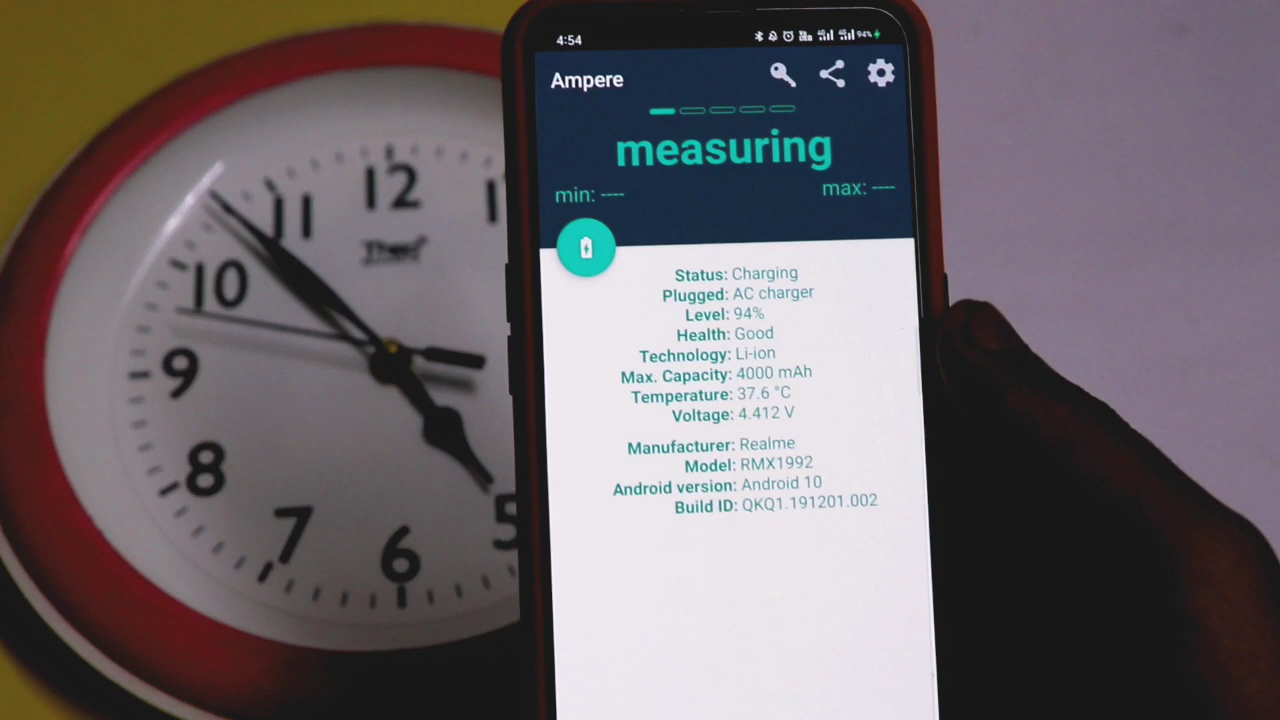 4:54
94%
Ampere
measuring
min: ----
max: ----
Status: Charging
Plugged: AC charger
Level: 94%
Health: Good
Technology: Li-ion
Max. Capacity: 4000 mAh
Temperature: 37.6 °C
Voltage: 4.412 V
Manufacturer: Realme
Model: RMX1992
Android version: Android 10
Build ID: QKQ1.191201.002
12
11
10
9
8
7
6
5